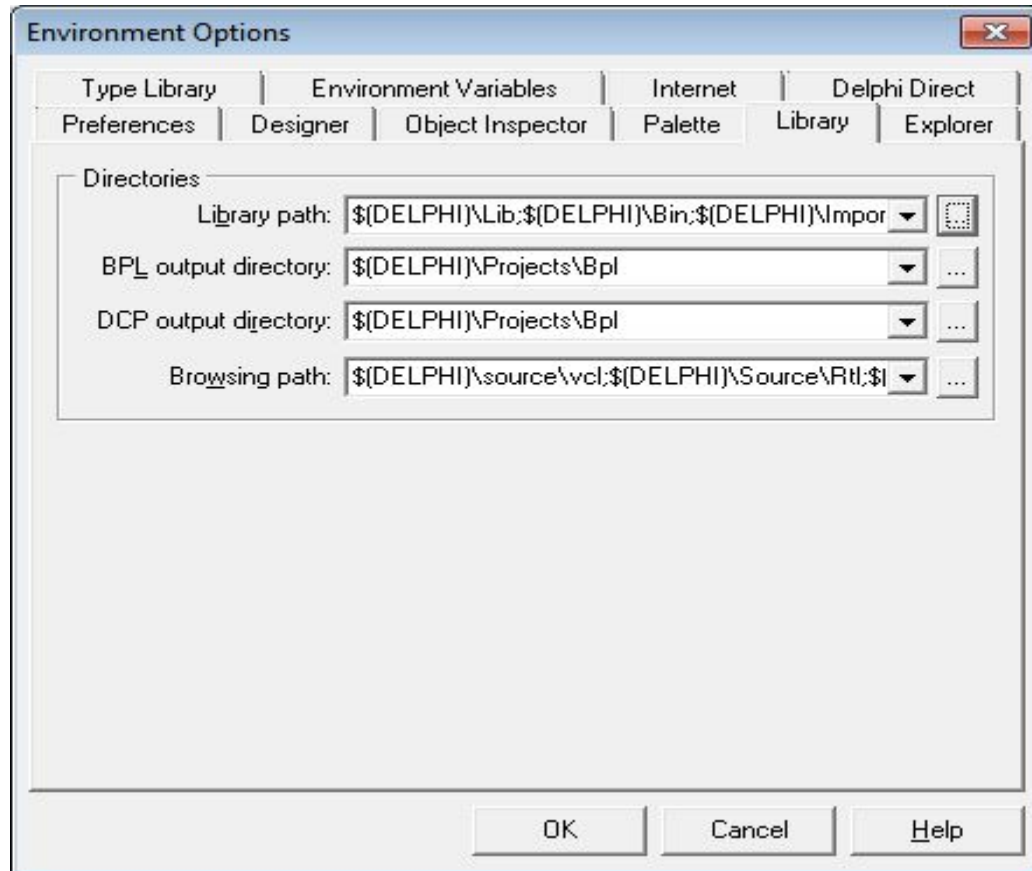 Environment Options
Type Library Environment Variables Internet Delphi Direct
Preferences Designer Object Inspector Palette Library Explorer
Directories
Library path: $(DELPHI)\Lib;$(DELPHI)\Bin;$(DELPHI)\Impor ...
BPL output directory: $(DELPHI)\Projects\Bpl ...
DCP output directory: $(DELPHI)\Projects\Bpl ...
Browsing path: $(DELPHI)\source\vcl;$(DELPHI)\Source\Rtl;$( ...
OK Cancel Help